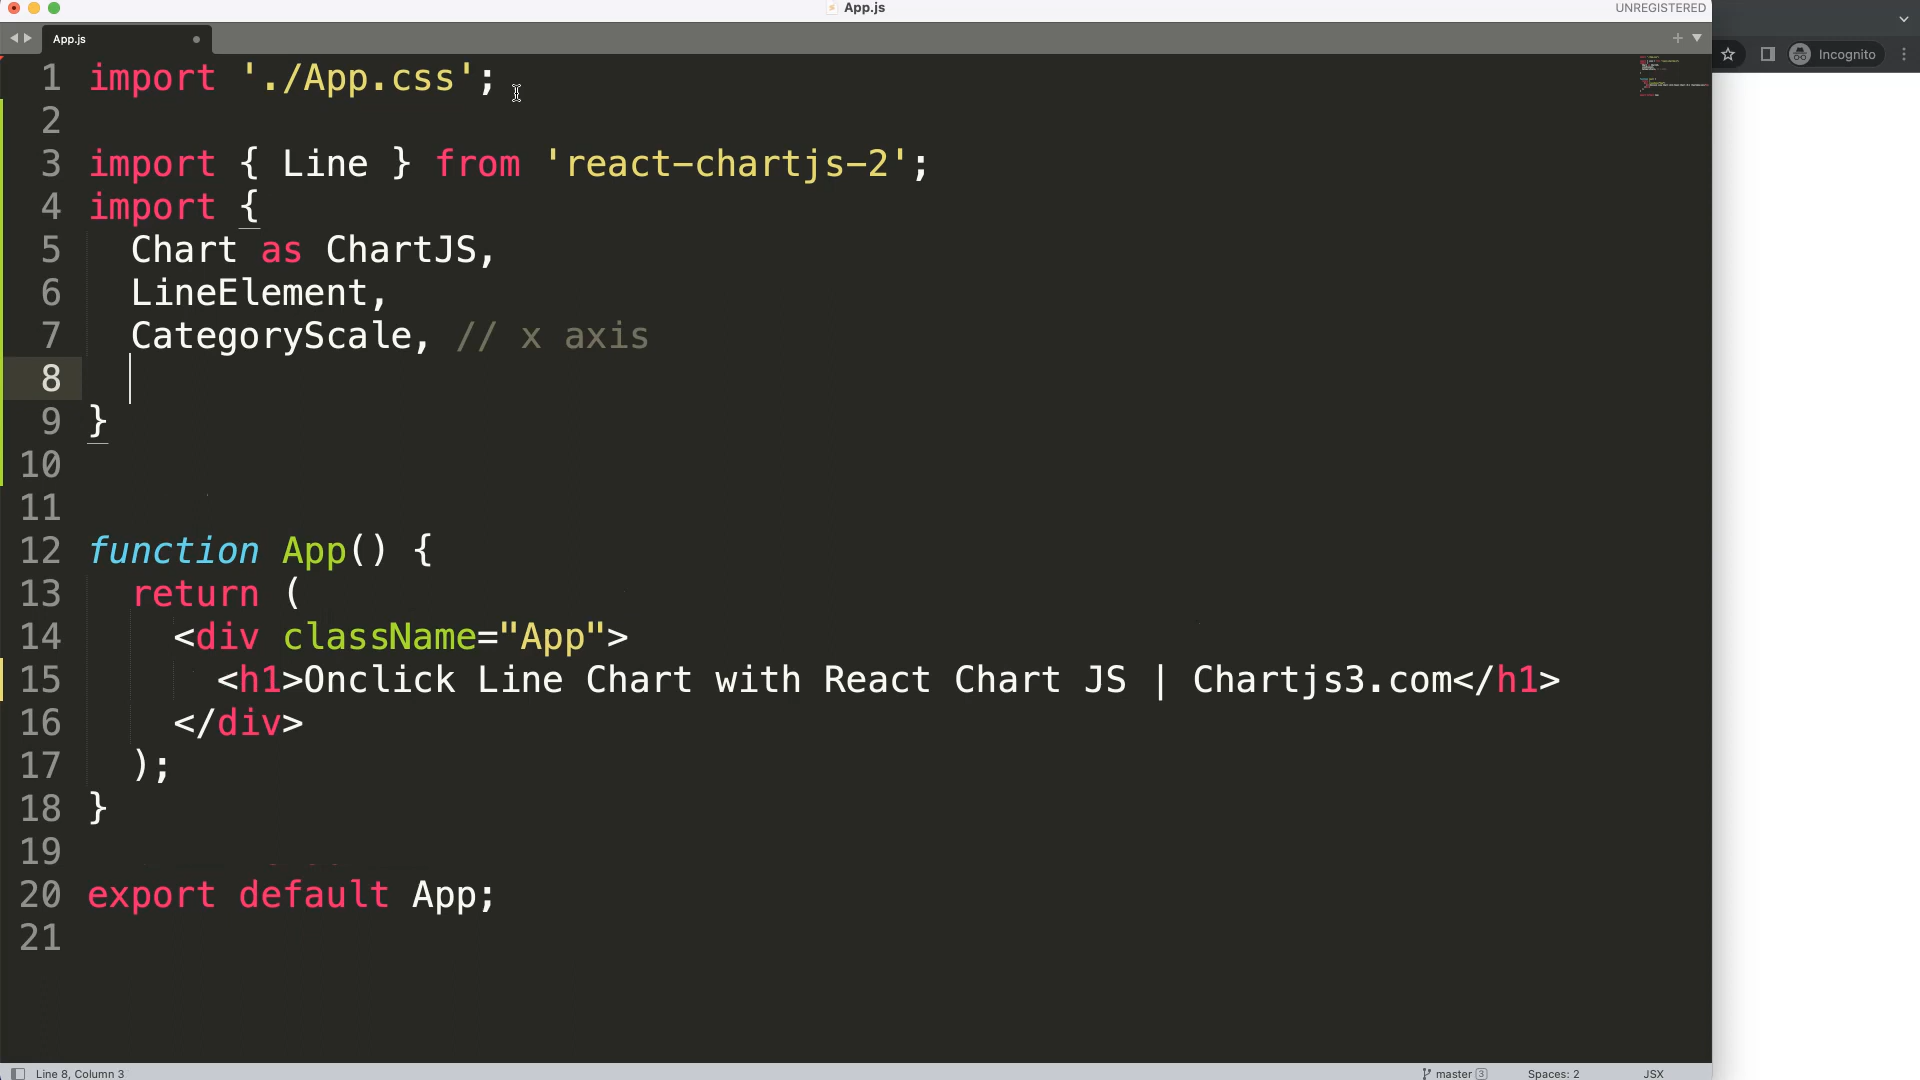 App.js
UNREGISTERED
App.js
Incognito
1 import './App.css';
2
3 import { Line } from 'react-chartjs-2';
4 import {
5 Chart as ChartJS,
6 LineElement,
7 CategoryScale, // x axis
8
9 }
10
11
12 function App() {
13 return (
14 <div className="App">
15 <h1>Onclick Line Chart with React Chart JS | Chartjs3.com</h1>
16 </div>
17 );
18 }
19
20 export default App;
21
Line 8, Column 3
master 3
Spaces: 2
JSX